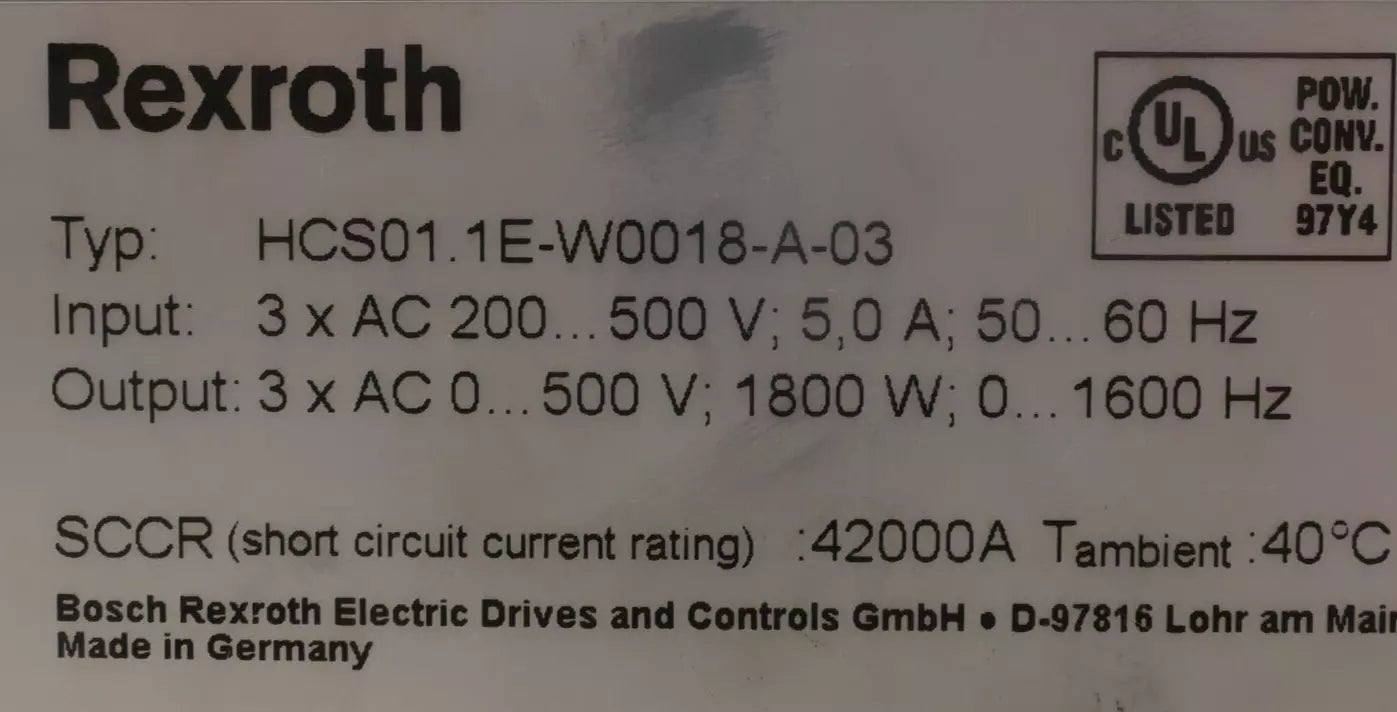 Rexroth
C UL US LISTED
POW.
CONV.
EQ.
97Y4
Typ: HCS01.1E-W0018-A-03
Input: 3 x AC 200...500 V; 5,0 A; 50...60 Hz
Output: 3 x AC 0...500 V; 1800 W; 0...1600 Hz
SCCR (short circuit current rating) :42000A Tambient :40°C
Bosch Rexroth Electric Drives and Controls GmbH • D-97816 Lohr am Main
Made in Germany